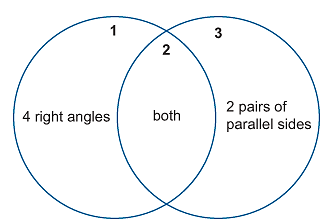 1
2
3
4 right angles
both
2 pairs of
parallel sides